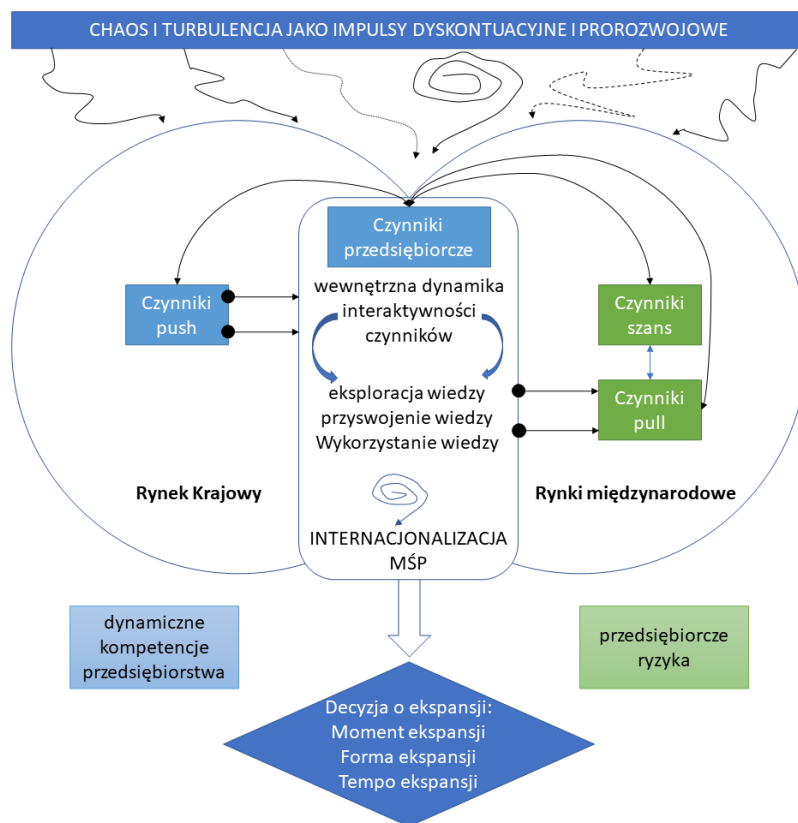 CHAOS I TURBULENCJA JAKO IMPULSY DYSKONTUACYJNE I PROROZWOJOWE
Czynniki
przedsiębiorcze
wewnętrzna dynamika
interaktywności
czynników
Czynniki
push
Czynniki
szans
eksploracja wiedzy
przyswojenie wiedzy
Wykorzystanie wiedzy
Czynniki
pull
Rynek Krajowy
Rynki międzynarodowe
INTERNACJONALIZACJA
MŚP
dynamiczne
kompetencje
przedsiębiorstwa
przedsiębiorcze
ryzyka
Decyzja o ekspansji:
Moment ekspansji
Forma ekspansji
Tempo ekspansji